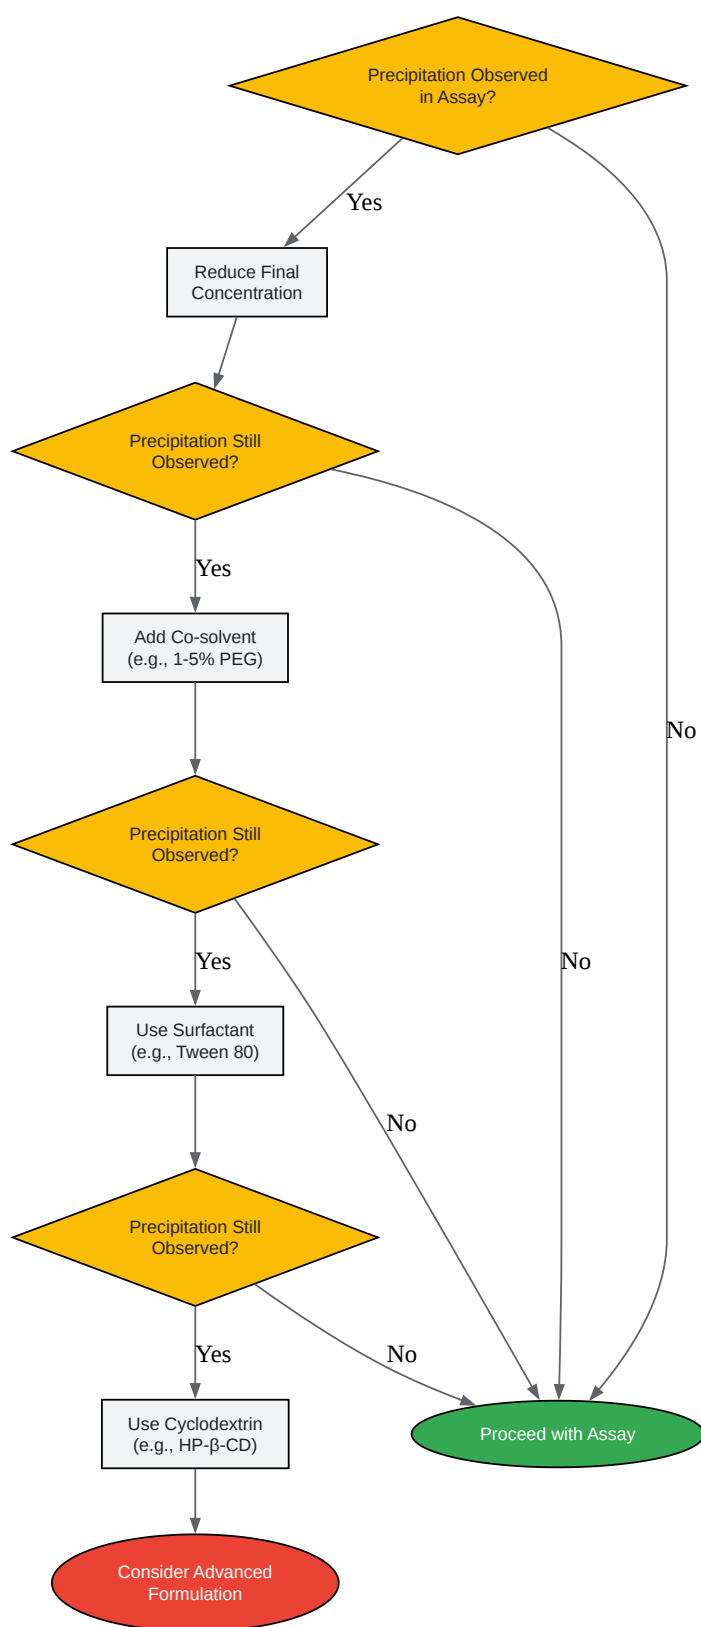 Precipitation Observed
in Assay?
Yes
Reduce Final
Concentration
Precipitation Still
Observed?
Yes
Add Co-solvent
(e.g., 1-5% PEG)
No
Precipitation Still
Observed?
Yes
No
Use Surfactant
(e.g., Tween 80)
No
Precipitation Still
Observed?
Yes
No
Use Cyclodextrin
(e.g., HP-β-CD)
Proceed with Assay
Consider Advanced
Formulation